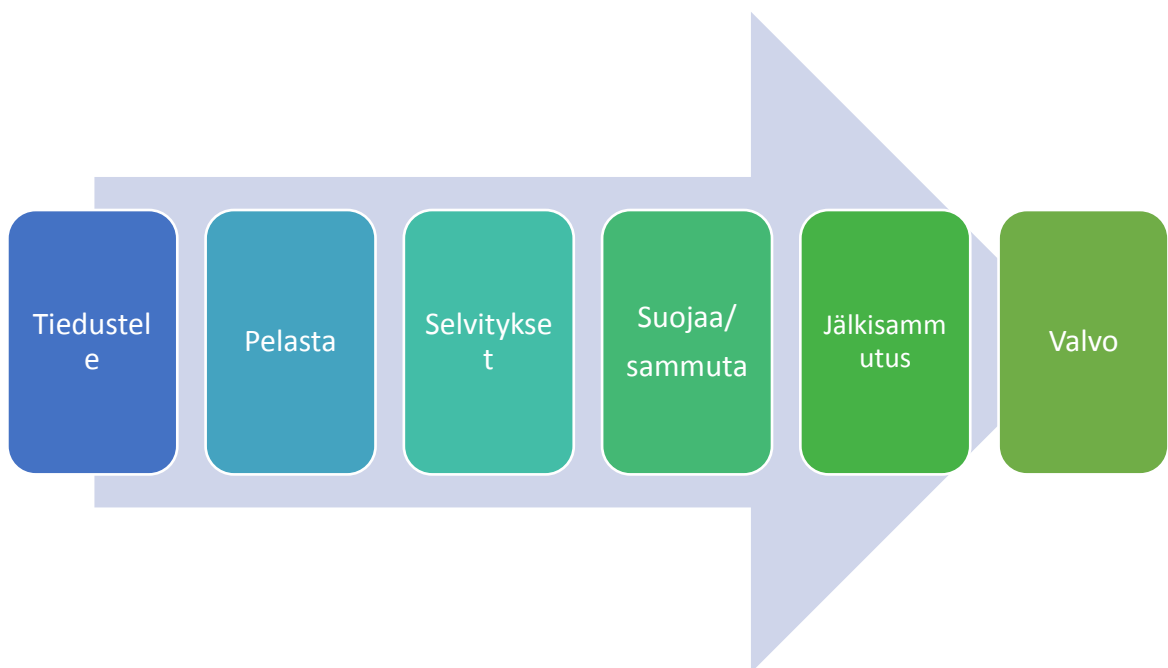 Tiedustel
e
Pelasta
Selvitykse
t
Suojaa/
sammuta
Jälkisamm
utus
Valvo